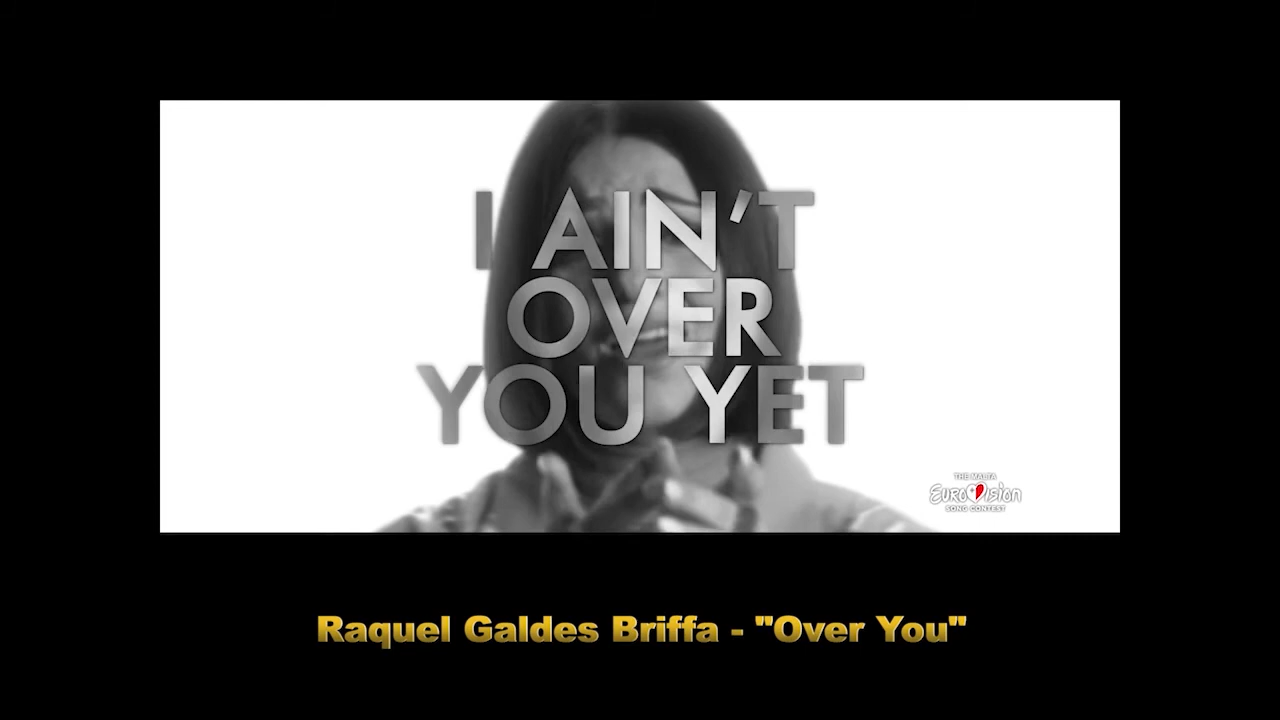 I AIN'T
OVER
YOU YET
THE MALTA
EUROVISION
SONG CONTEST
Raquel Galdes Briffa - "Over You"